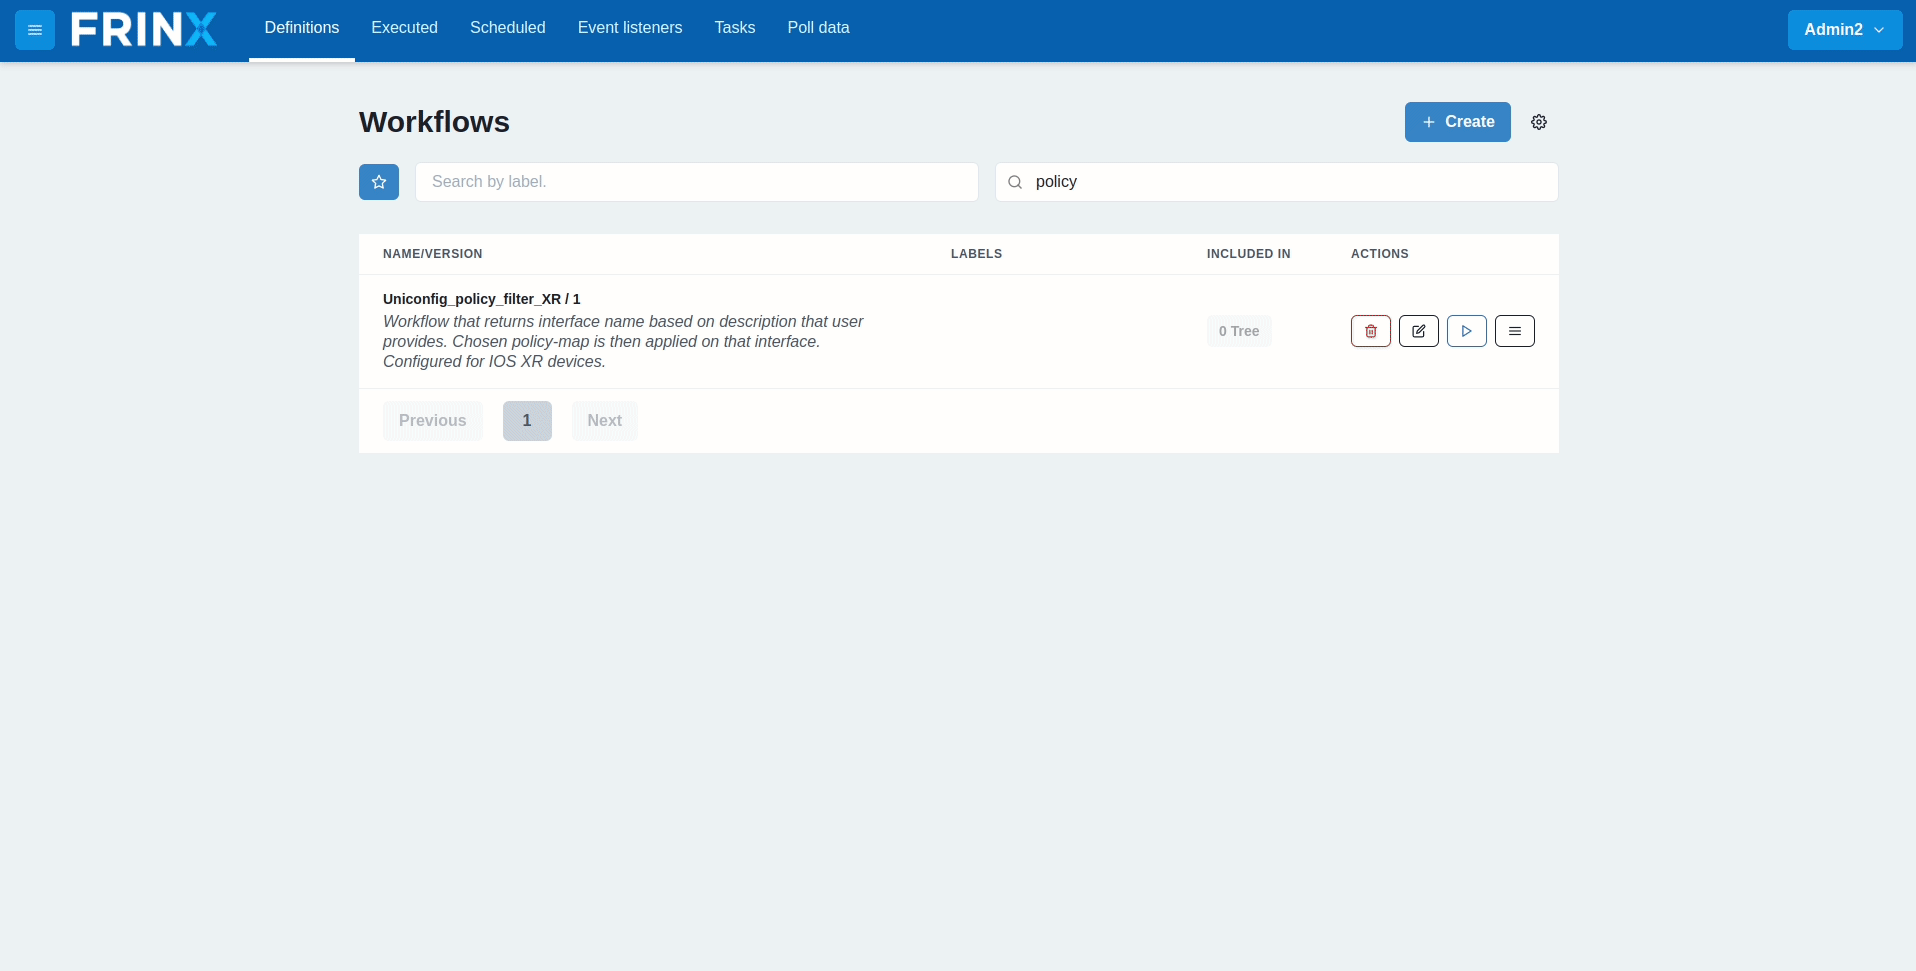 FRINX
Definitions
Executed
Scheduled
Event listeners
Tasks
Poll data
Admin2
Workflows
Create
Search by label.
policy
NAME/VERSION
LABELS
INCLUDED IN
ACTIONS
Uniconfig_policy_filter_XR / 1
Workflow that returns interface name based on description that user
provides. Chosen policy-map is then applied on that interface.
Configured for IOS XR devices.
0 Tree
Previous
1
Next